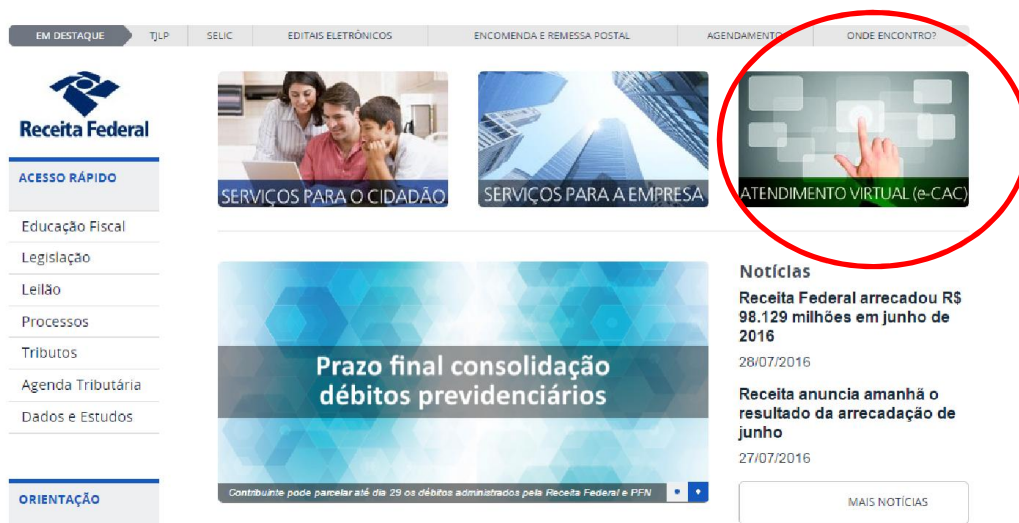 EM DESTAQUE TJLP SELIC EDITAIS ELETRÔNICOS ENCOMENDA E REMESSA POSTAL AGENDAMENTO ONDE ENCONTRO?
Receita Federal
ACESSO RÁPIDO
Educação Fiscal
Legislação
Leilão
Processos
Tributos
Agenda Tributária
Dados e Estudos
ORIENTAÇÃO
SERVIÇOS PARA O CIDADÃO
SERVIÇOS PARA A EMPRESA
ATENDIMENTO VIRTUAL (e-CAC)
Prazo final consolidação
débitos previdenciários
Contribuinte pode parcelar até dia 29 os débitos administrados pela Receita Federal e PFN
Notícias
Receita Federal arrecadou R$
98.129 milhões em junho de
2016
28/07/2016
Receita anuncia amanhã o
resultado da arrecadação de
junho
27/07/2016
MAIS NOTÍCIAS